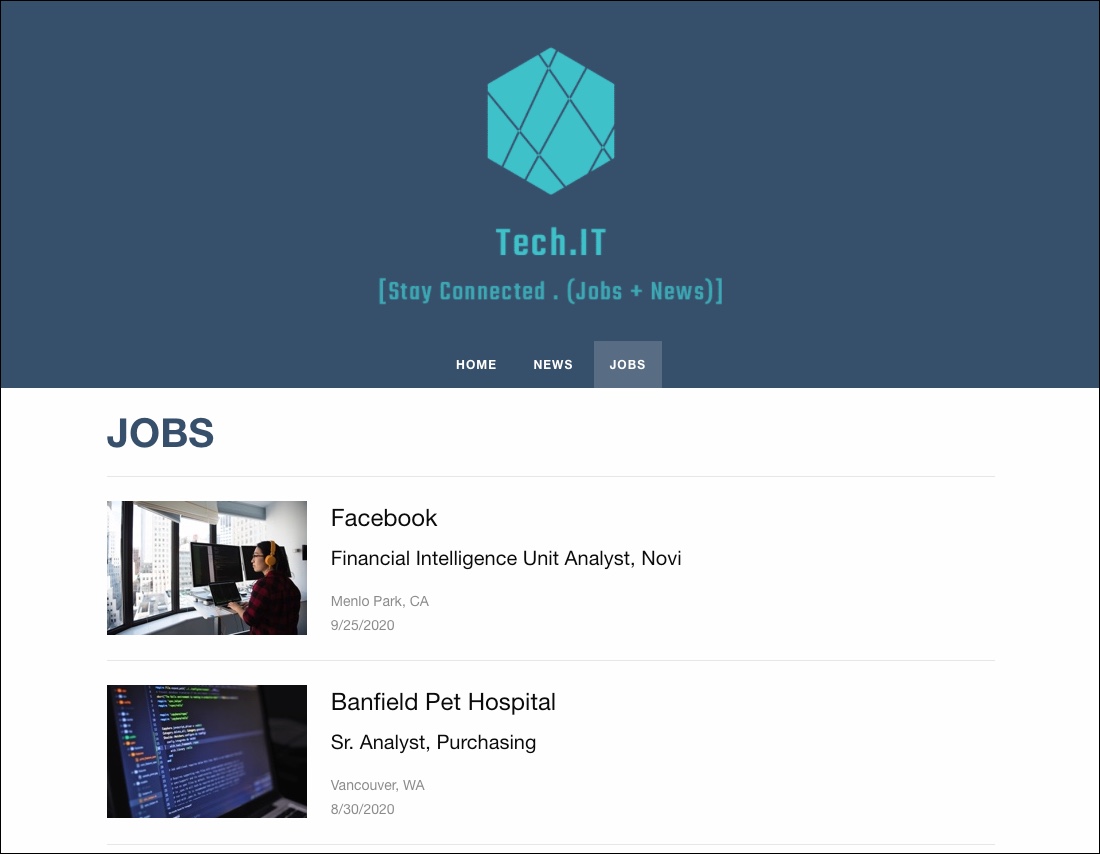 Tech.IT
[Stay Connected . (Jobs + News)]
HOME NEWS JOBS
JOBS
Facebook
Financial Intelligence Unit Analyst, Novi
Menlo Park, CA
9/25/2020
Banfield Pet Hospital
Sr. Analyst, Purchasing
Vancouver, WA
8/30/2020